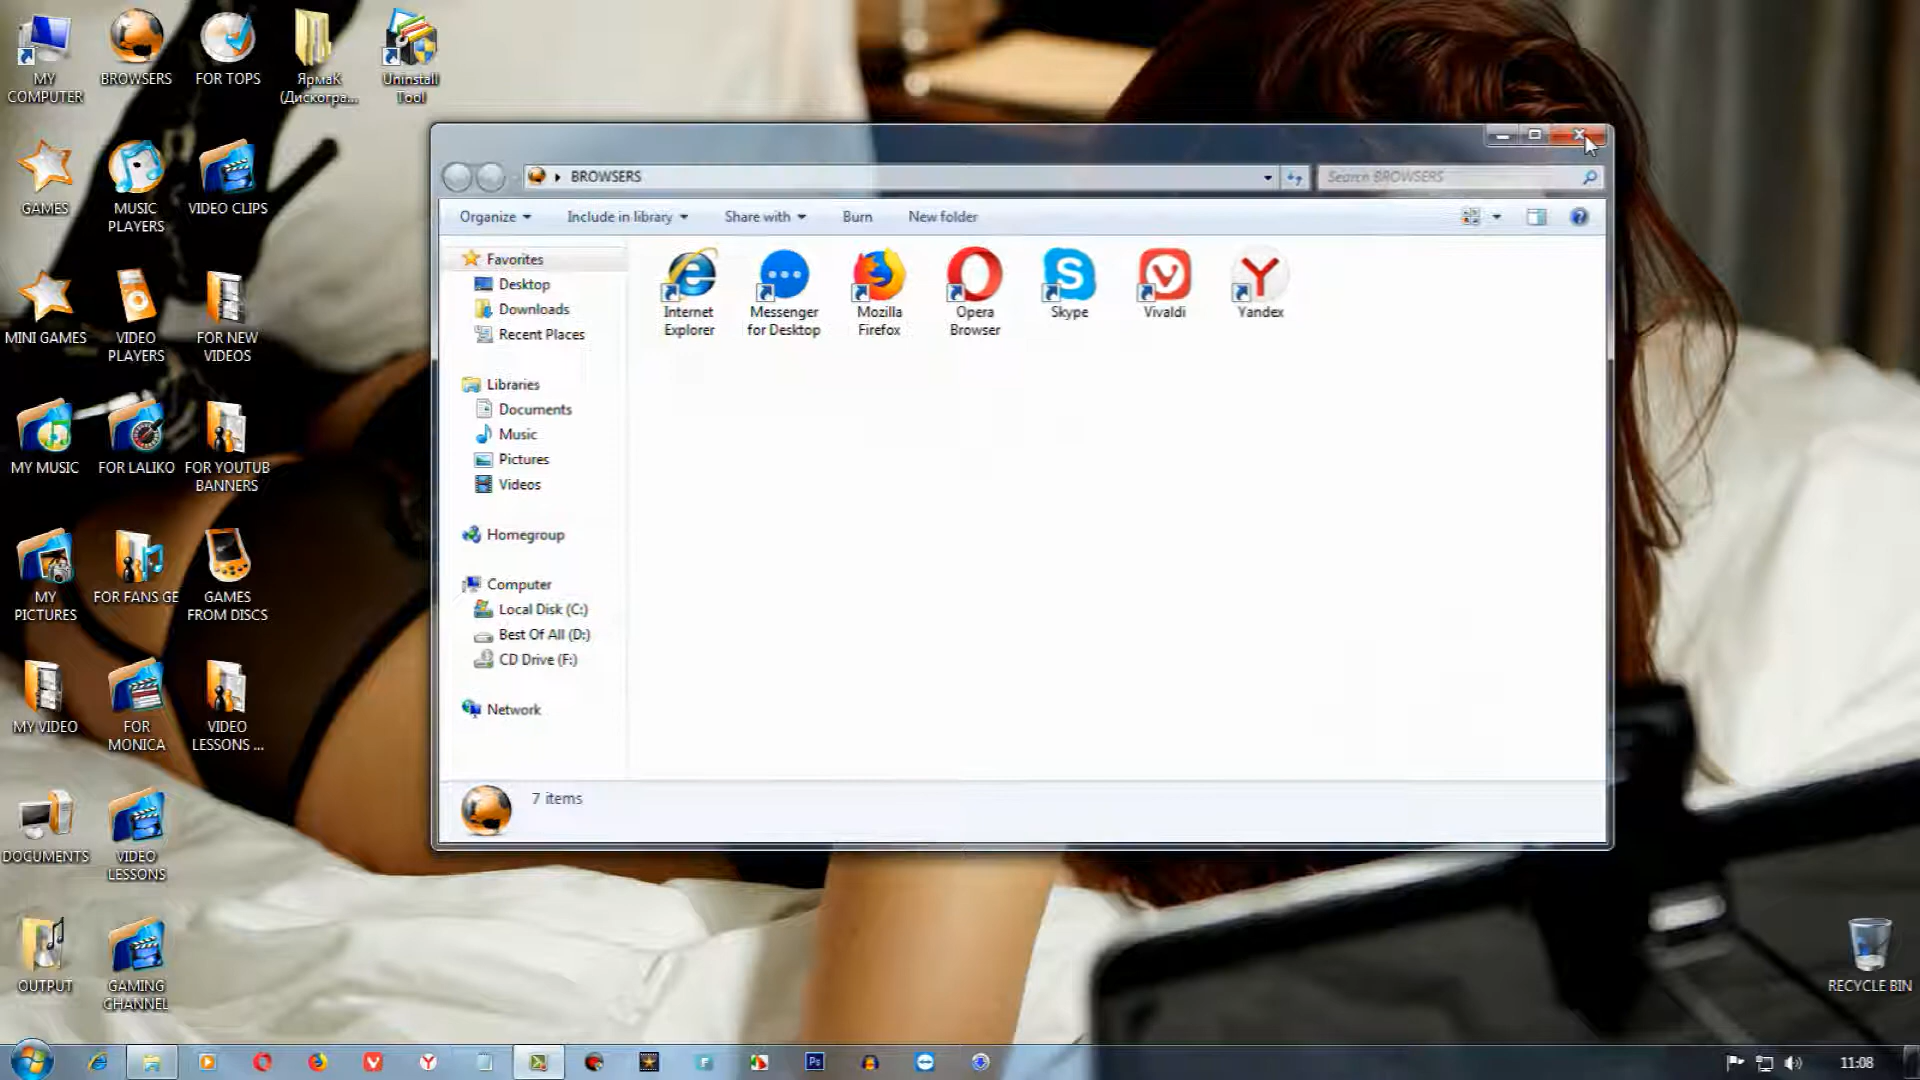 MY
COMPUTER
BROWSERS
FOR TOPS
ЯрмаК
(Дискогра...
Uninstall
Tool
GAMES
MUSIC
PLAYERS
VIDEO CLIPS
MINI GAMES
VIDEO
PLAYERS
FOR NEW
VIDEOS
MY MUSIC
FOR LALIKO
FOR YOUTUB
BANNERS
MY
PICTURES
FOR FANS GE
GAMES
FROM DISCS
MY VIDEO
FOR
MONICA
VIDEO
LESSONS ...
DOCUMENTS
VIDEO
LESSONS
OUTPUT
GAMING
CHANNEL
BROWSERS
Search BROWSERS
Organize
Include in library
Share with
Burn
New folder
Favorites
Desktop
Downloads
Recent Places
Libraries
Documents
Music
Pictures
Videos
Homegroup
Computer
Local Disk (C:)
Best Of All (D:)
CD Drive (F:)
Network
Internet
Explorer
Messenger
for Desktop
Mozilla
Firefox
Opera
Browser
Skype
Vivaldi
Yandex
7 items
RECYCLE BIN
Ps
11:08